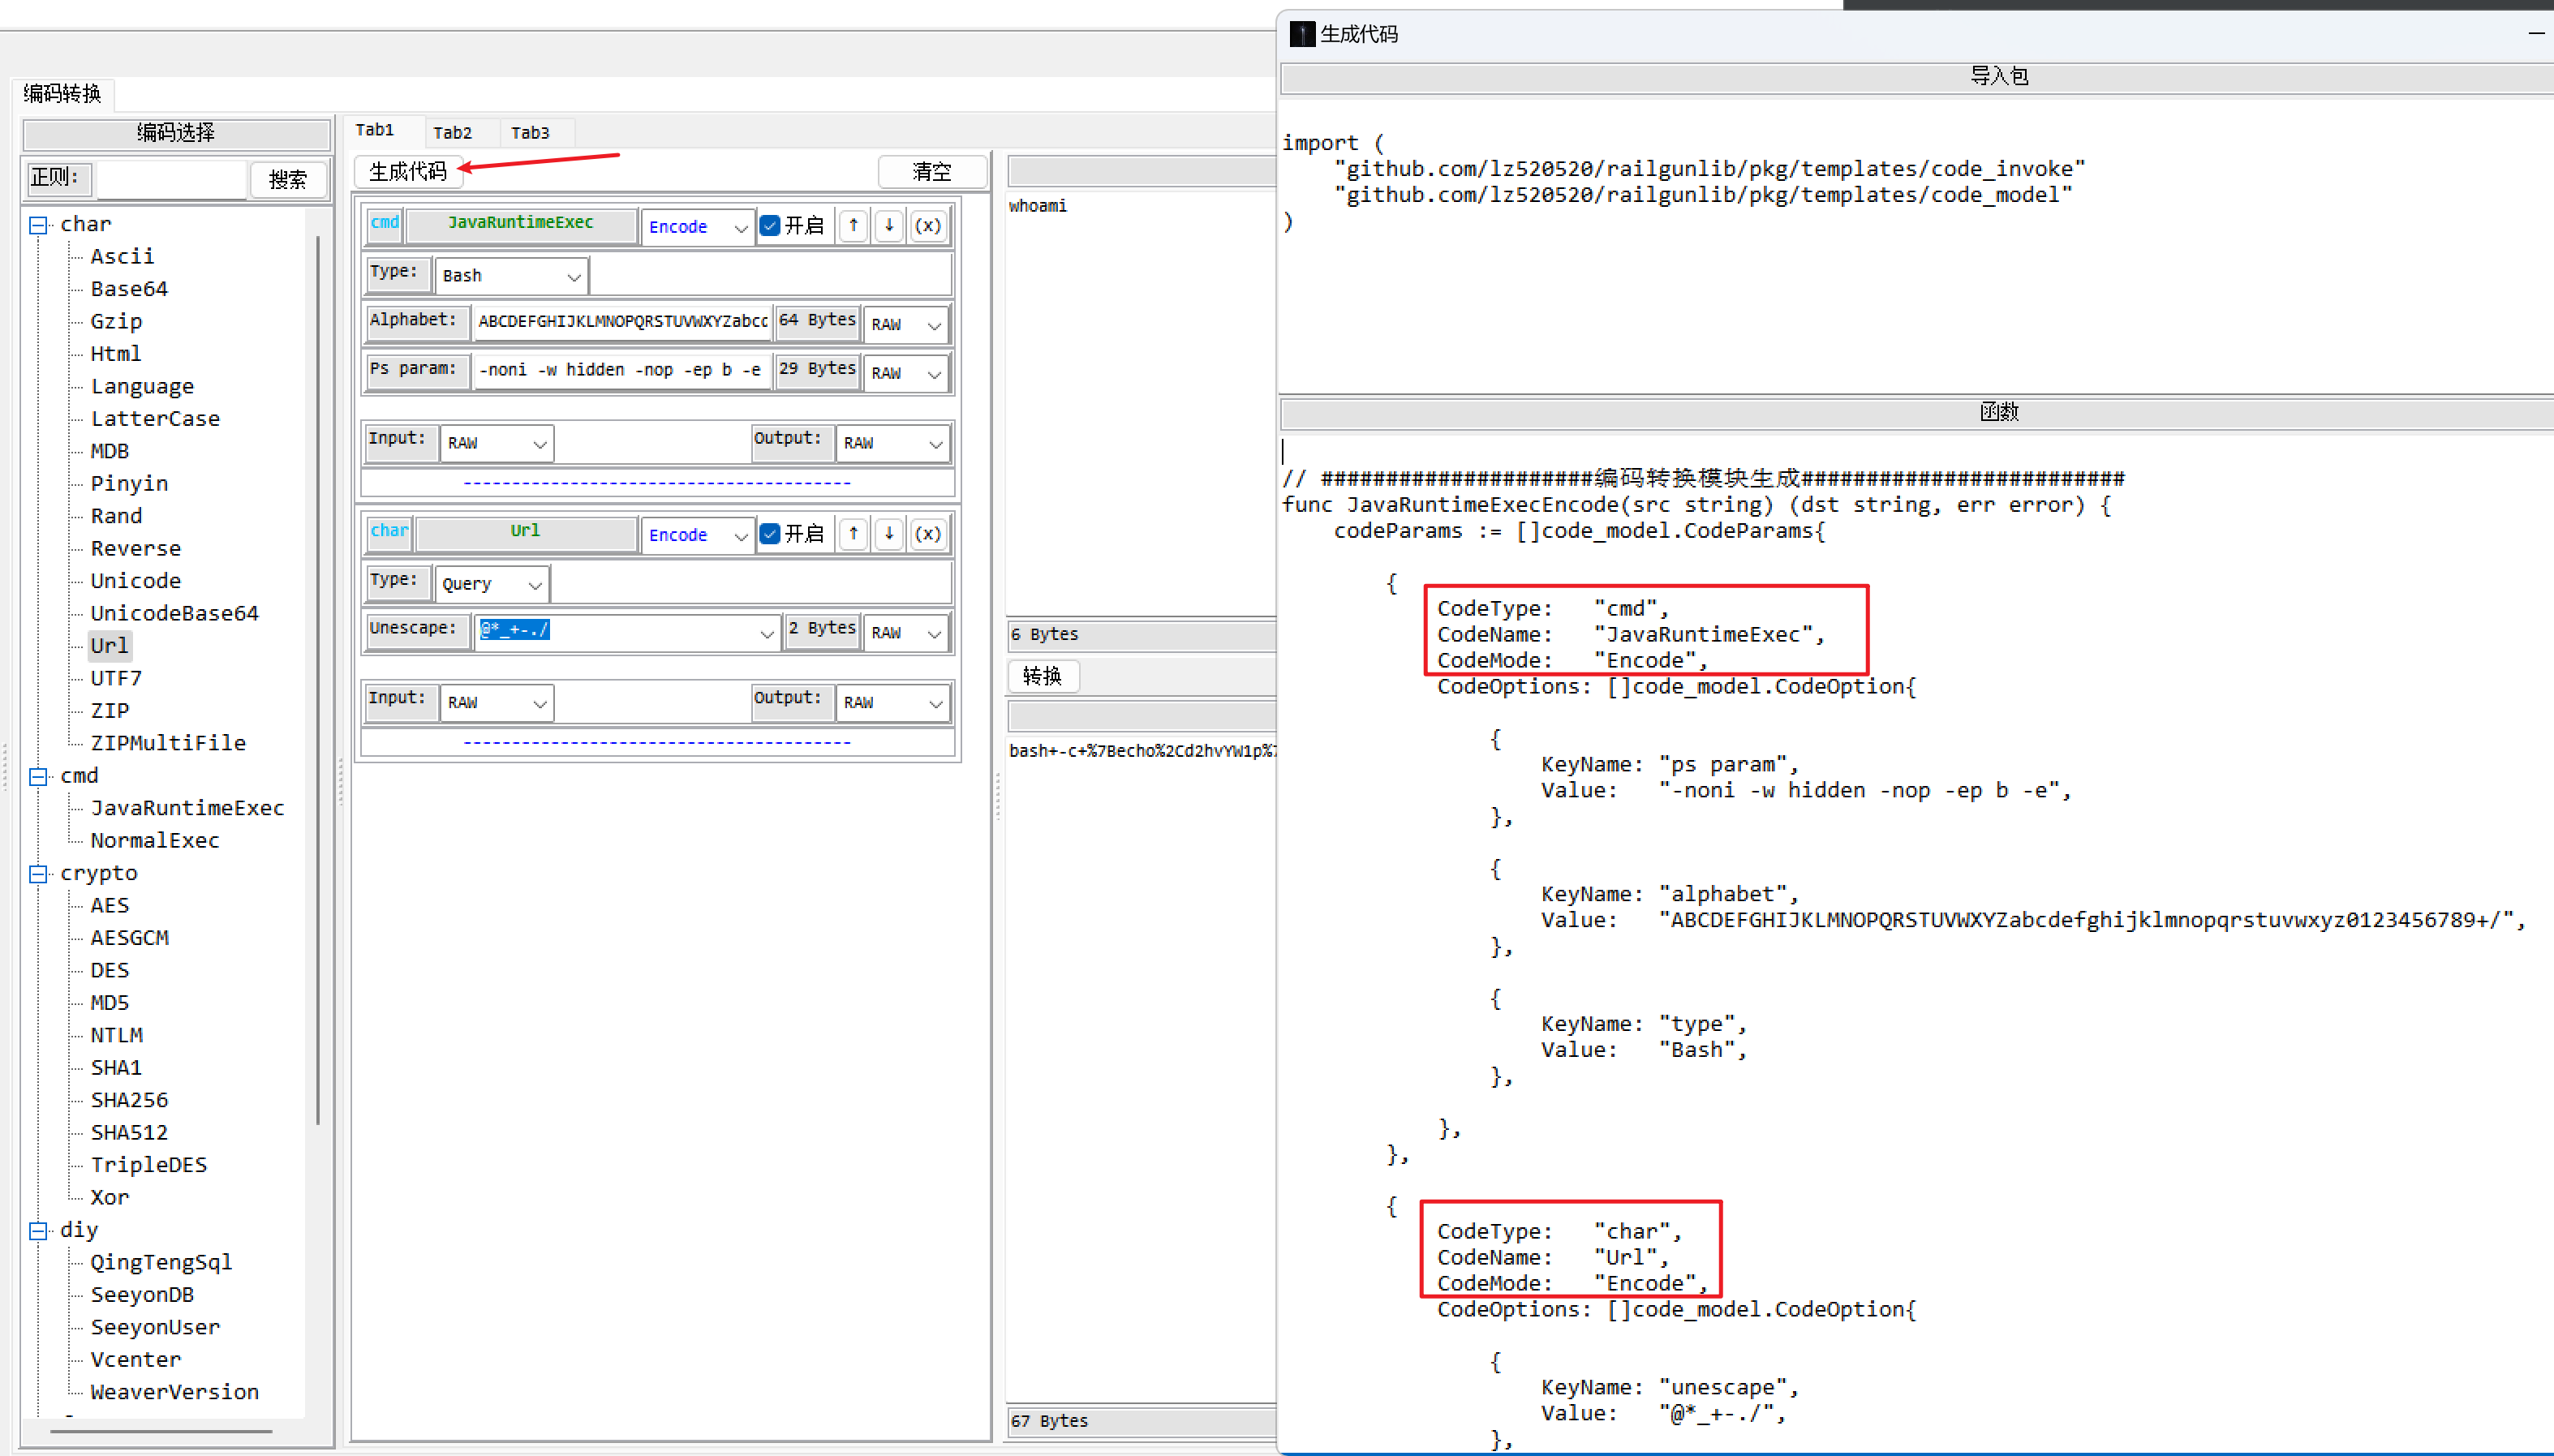 编码转换
编码选择
正则:
搜索
char
Ascii
Base64
Gzip
Html
Language
LatterCase
MDB
Pinyin
Rand
Reverse
Unicode
UnicodeBase64
Url
UTF7
ZIP
ZIPMultiFile
cmd
JavaRuntimeExec
NormalExec
crypto
AES
AESGCM
DES
MD5
NTLM
SHA1
SHA256
SHA512
TripleDES
Xor
diy
QingTengSql
SeeyonDB
SeeyonUser
Vcenter
WeaverVersion
Tab1 Tab2 Tab3
生成代码 清空
cmd JavaRuntimeExec Encode 开启 ↑ ↓ (x)
Type: Bash
Alphabet: ABCDEFGHIJKLMNOPQRSTUVWXYZabcd 64 Bytes RAW
Ps param: -noni -w hidden -nop -ep b -e 29 Bytes RAW
Input: RAW Output: RAW
----------------------------------------
char Url Encode 开启 ↑ ↓ (x)
Type: Query
Unescape: @*_+-./ 2 Bytes RAW
Input: RAW Output: RAW
----------------------------------------
whoami
6 Bytes
转换
bash+-c+%7Becho%2Cd2hvYW1p%7
67 Bytes
生成代码
导入包
import (
"github.com/lz520520/railgunlib/pkg/templates/code_invoke"
"github.com/lz520520/railgunlib/pkg/templates/code_model"
)
函数
// #####################编码转换模块生成#########################
func JavaRuntimeExecEncode(src string) (dst string, err error) {
codeParams := []code_model.CodeParams{
{
CodeType: "cmd",
CodeName: "JavaRuntimeExec",
CodeMode: "Encode",
CodeOptions: []code_model.CodeOption{
{
KeyName: "ps param",
Value: "-noni -w hidden -nop -ep b -e",
},
{
KeyName: "alphabet",
Value: "ABCDEFGHIJKLMNOPQRSTUVWXYZabcdefghijklmnopqrstuvwxyz0123456789+/",
},
{
KeyName: "type",
Value: "Bash",
},
},
},
{
CodeType: "char",
CodeName: "Url",
CodeMode: "Encode",
CodeOptions: []code_model.CodeOption{
{
KeyName: "unescape",
Value: "@*_+-./",
},